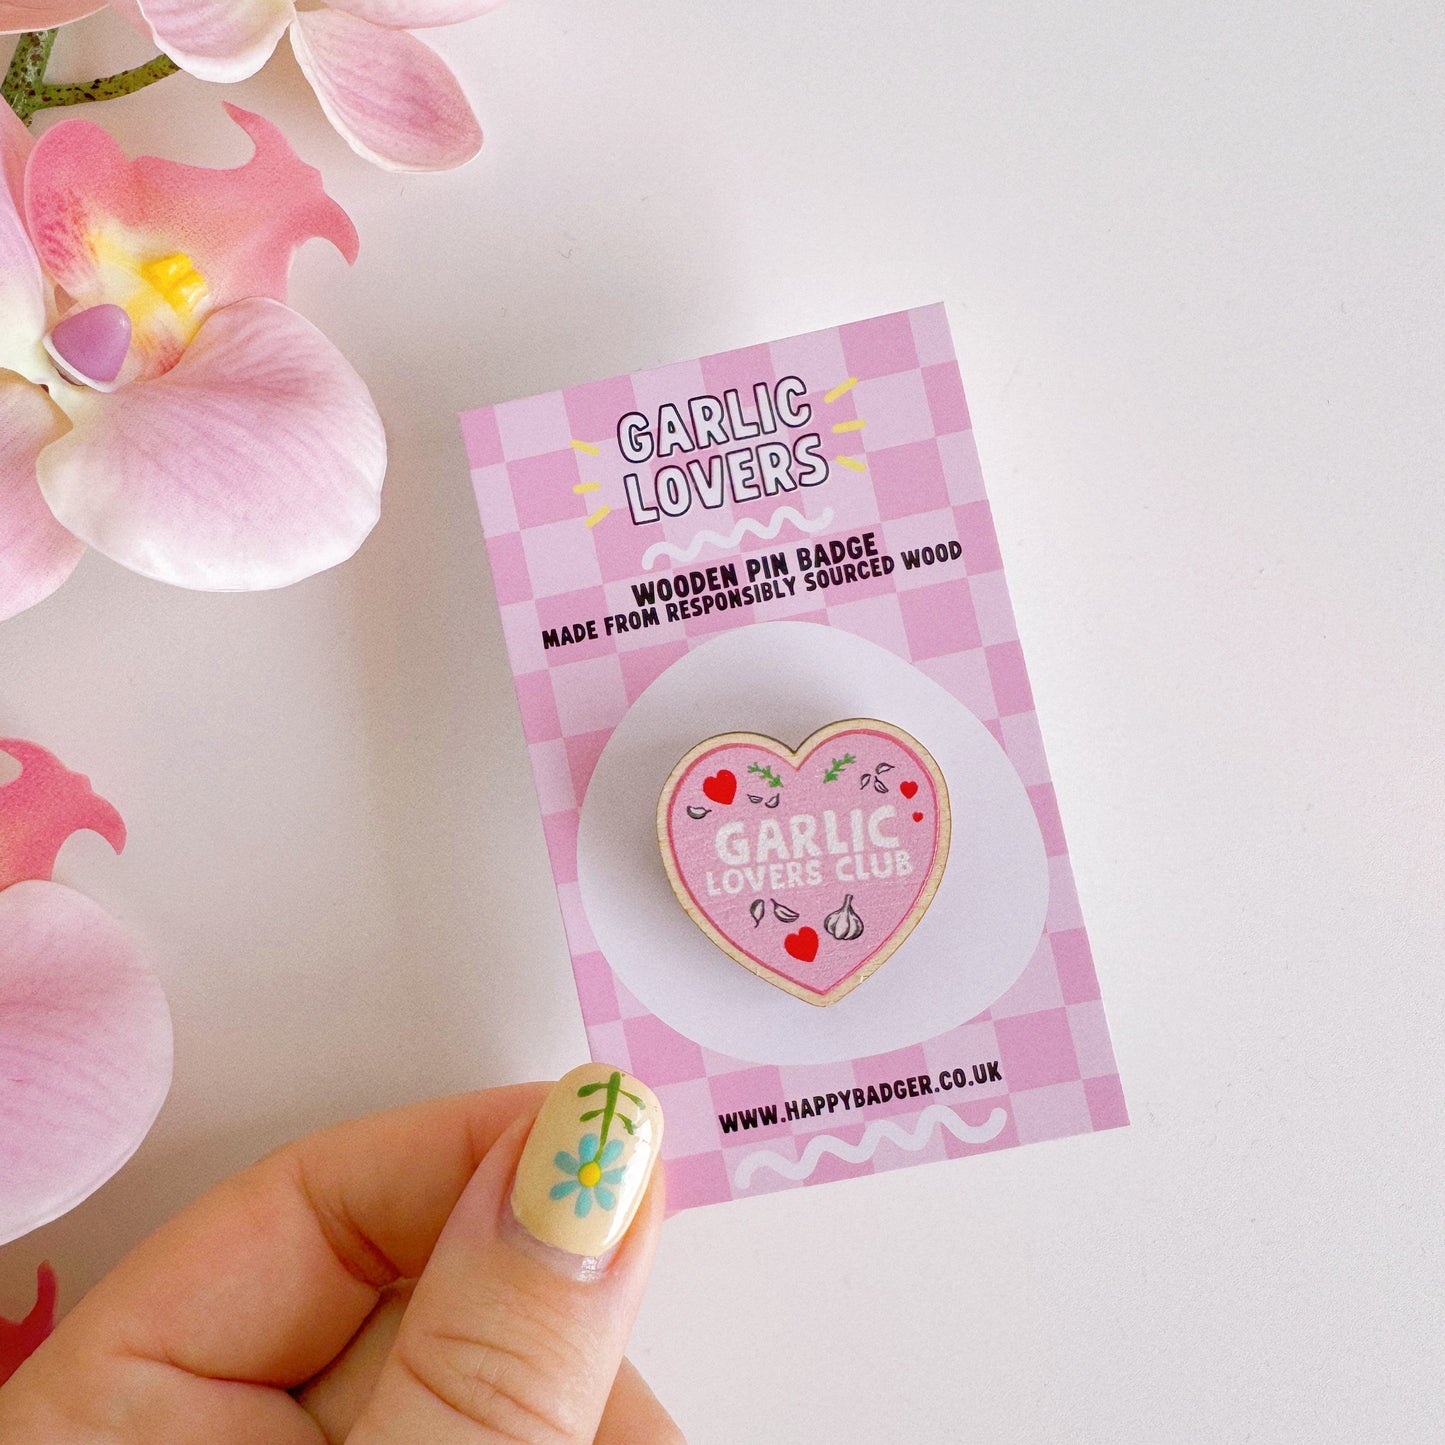 GARLIC
LOVERS
WOODEN PIN BADGE
MADE FROM RESPONSIBLY SOURCED WOOD
GARLIC
LOVERS CLUB
WWW.HAPPYBADGER.CO.UK